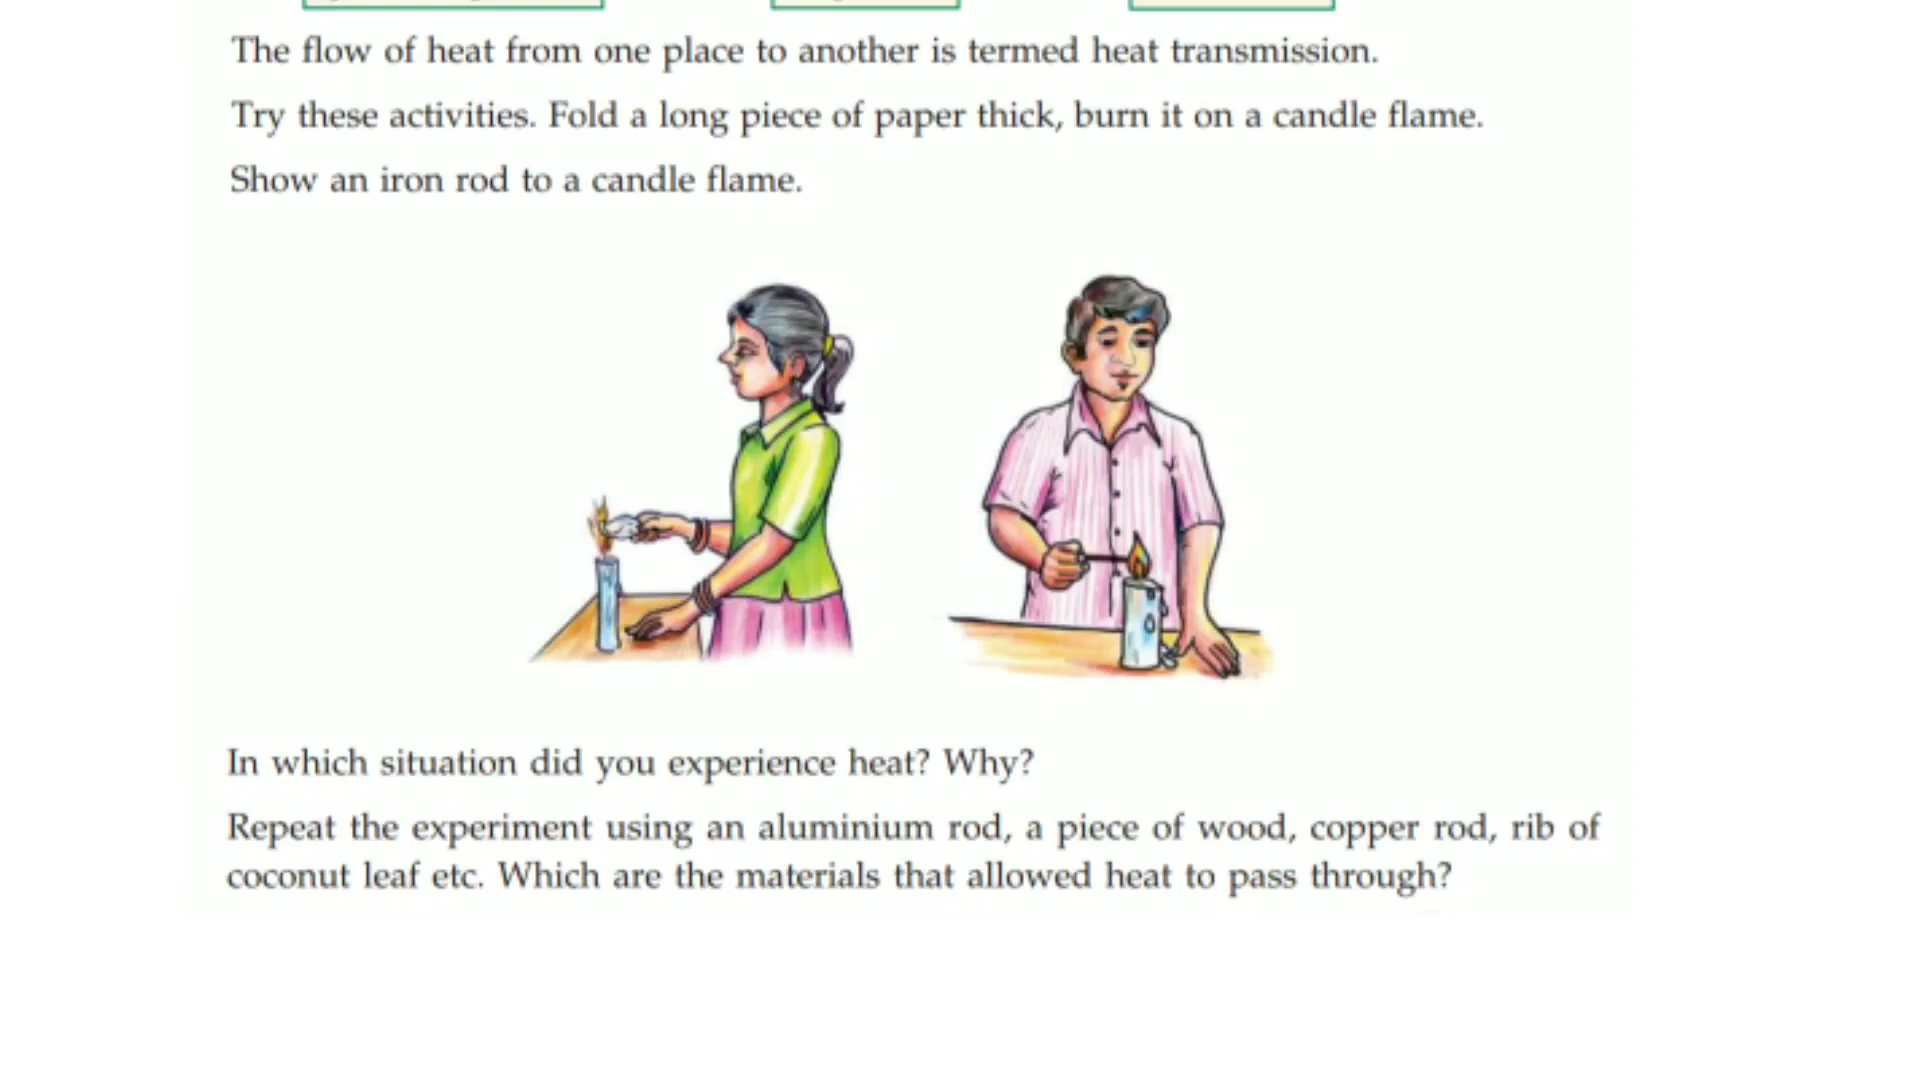 The flow of heat from one place to another is termed heat transmission.
Try these activities. Fold a long piece of paper thick, burn it on a candle flame.
Show an iron rod to a candle flame.
In which situation did you experience heat? Why?
Repeat the experiment using an aluminium rod, a piece of wood, copper rod, rib of
coconut leaf etc. Which are the materials that allowed heat to pass through?